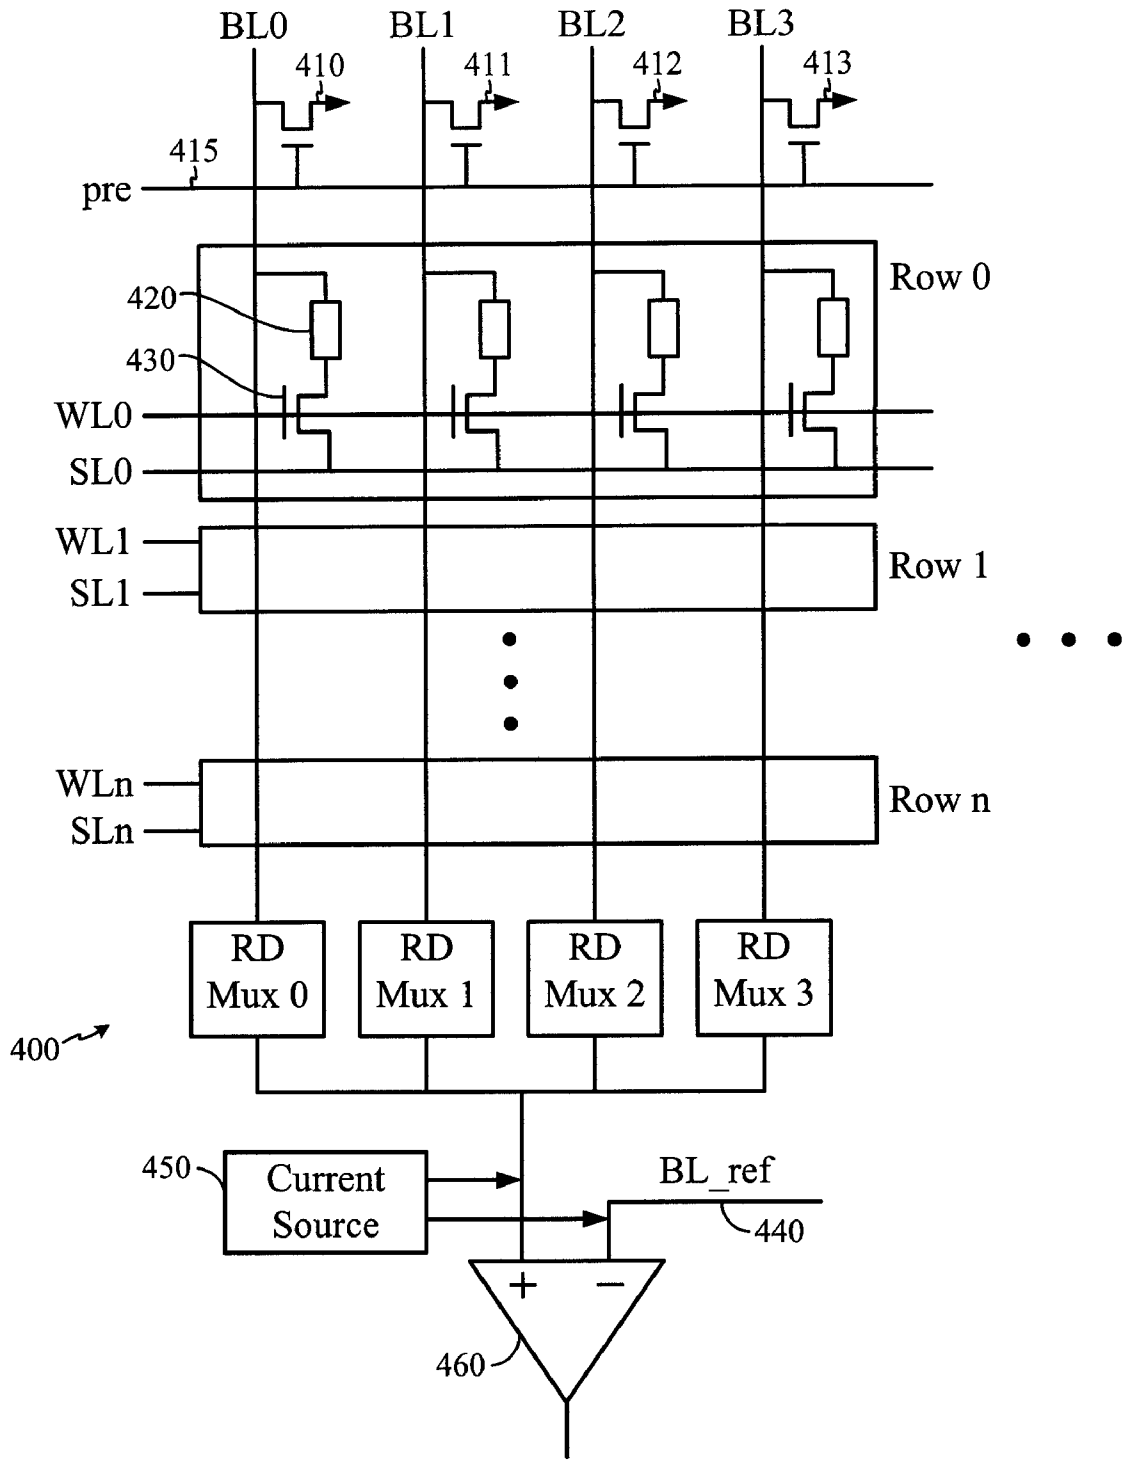 BL0 BL1 BL2 BL3
410 411 412 413
415
pre
Row 0
420
430
WL0
SL0
WL1
Row 1
SL1
WLn
Row n
SLn
RD Mux 0
RD Mux 1
RD Mux 2
RD Mux 3
400
450
Current
Source
BL_ref
440
+ −
460